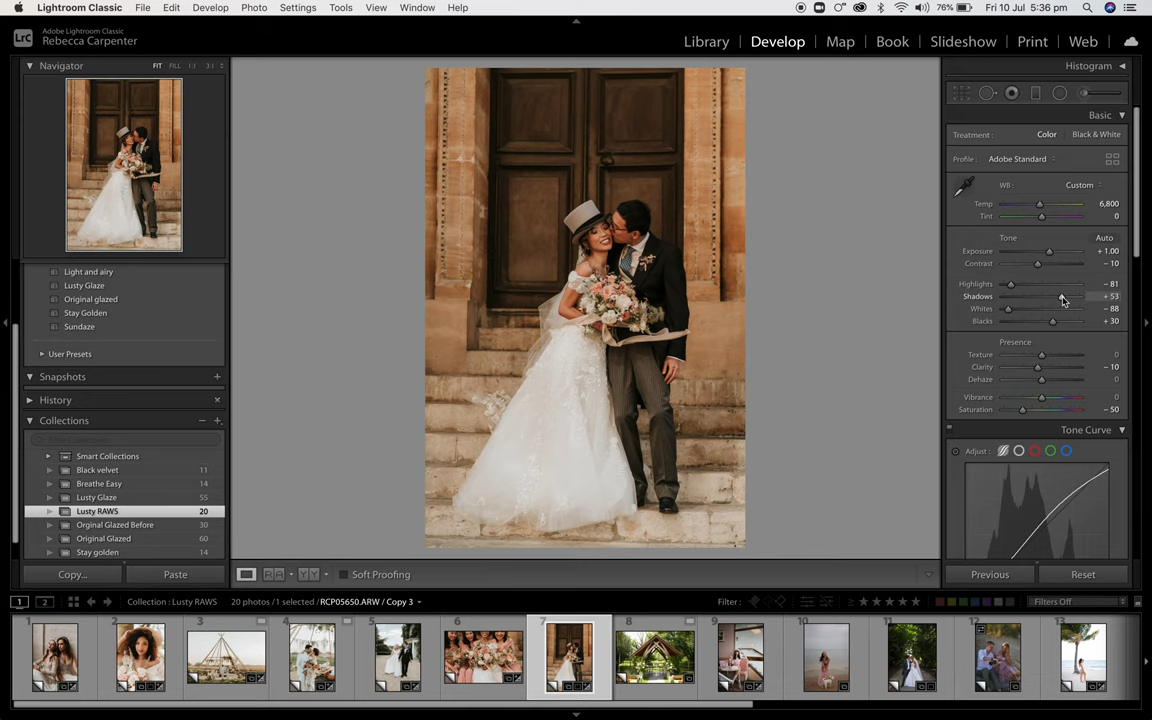 Lightroom Classic File Edit Develop Photo Settings Tools View Window Help 76% Fri 10 Jul 5:36 pm
LrC Adobe Lightroom Classic
Rebecca Carpenter
Library | Develop | Map | Book | Slideshow | Print | Web
Navigator FIT FILL 1:1 3:1
Light and airy
Lusty Glaze
Original glazed
Stay Golden
Sundaze
User Presets
Snapshots +
History ×
Collections − +
Smart Collections
Black velvet 11
Breathe Easy 14
Lusty Glaze 55
Lusty RAWS 20
Orginal Glazed Before 30
Orginal Glazed 60
Stay golden 14
Copy... Paste
Soft Proofing
Histogram
Basic
Treatment : Color Black & White
Profile : Adobe Standard
WB : Custom
Temp 6,800
Tint 0
Tone Auto
Exposure + 1.00
Contrast − 10
Highlights − 81
Shadows + 53
Whites − 88
Blacks + 30
Presence
Texture 0
Clarity − 10
Dehaze 0
Vibrance 0
Saturation − 50
Tone Curve
Adjust :
Previous Reset
1 2 Collection : Lusty RAWS 20 photos / 1 selected / RCP05650.ARW / Copy 3 Filter : Filters Off
1 2 3 4 5 6 7 8 9 10 11 12 13